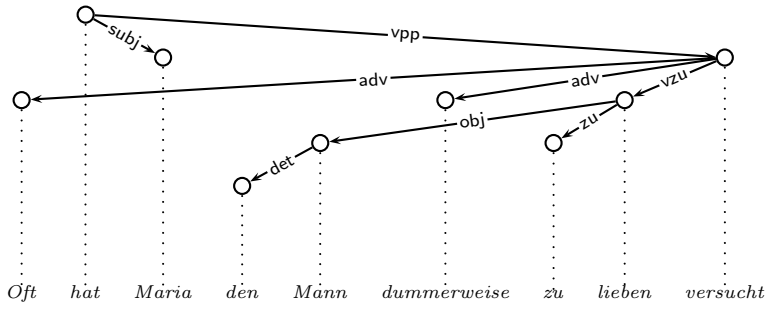 vpp
subj
adv
adv
vzu
obj
zu
det
Oft hat Maria den Mann dummerweise zu lieben versucht